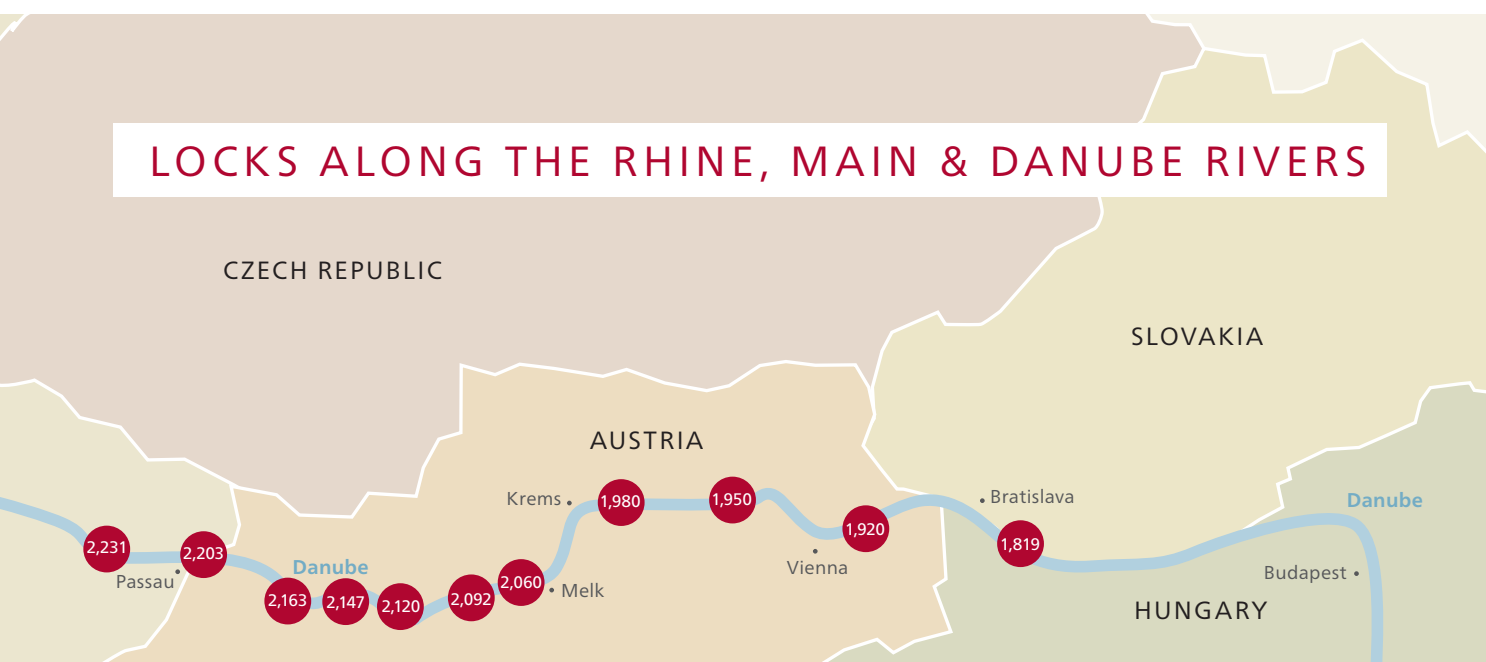 LOCKS ALONG THE RHINE, MAIN & DANUBE RIVERS
CZECH REPUBLIC
SLOVAKIA
AUSTRIA
Krems
1,980
1,950
Bratislava
Danube
1,920
1,819
2,231
2,203
Passau
Danube
Vienna
Budapest
2,163
2,147
2,120
2,092
2,060
Melk
HUNGARY